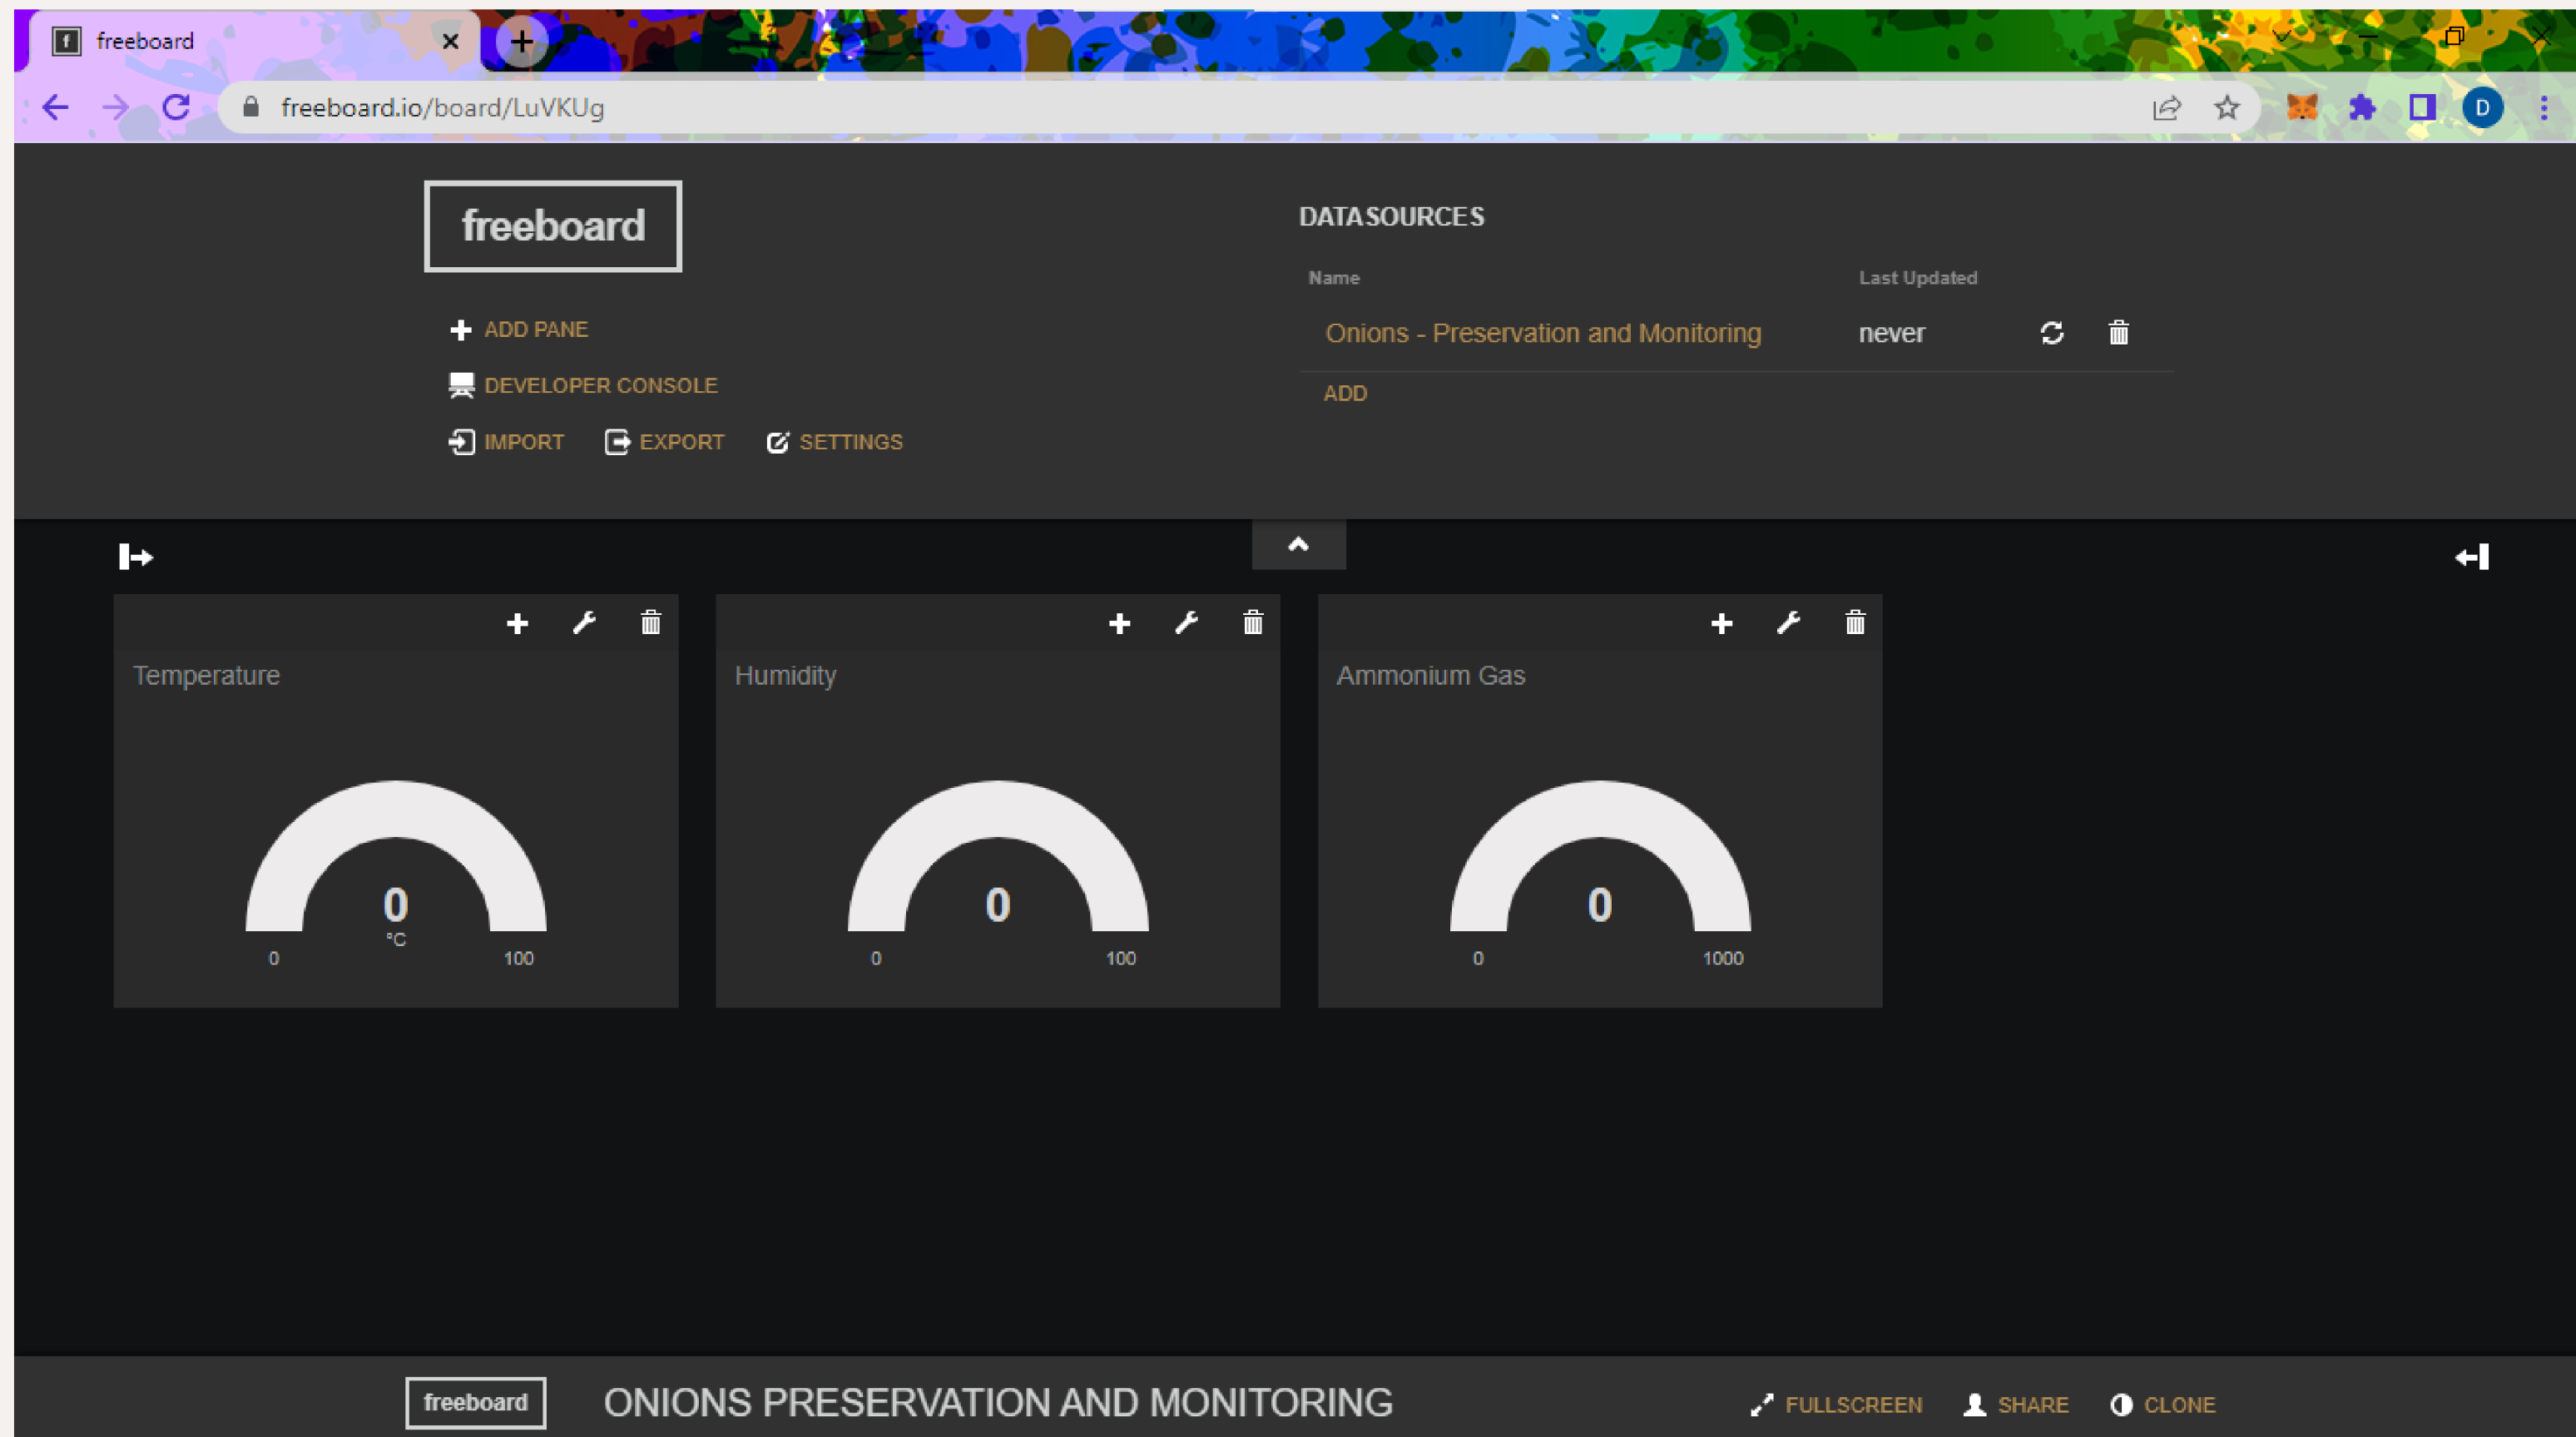 freeboard
freeboard.io/board/LuVKUg
freeboard
ADD PANE
DEVELOPER CONSOLE
IMPORT EXPORT SETTINGS
DATASOURCES
Name Last Updated
Onions - Preservation and Monitoring never
ADD
Temperature
0
°C
0 100
Humidity
0
0 100
Ammonium Gas
0
0 1000
freeboard ONIONS PRESERVATION AND MONITORING FULLSCREEN SHARE CLONE
D
f